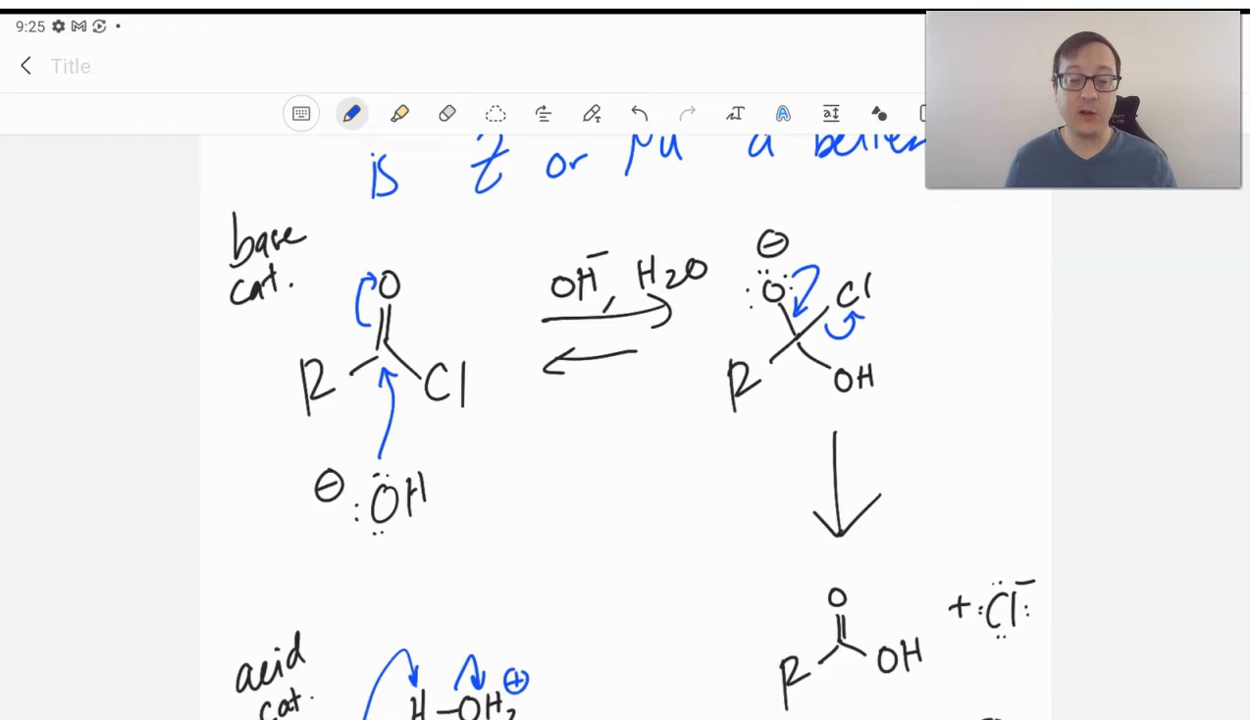 9:25
Title
is Z or Nu a better
base
cat.
O
R Cl
⊖ :ÖH
OH⁻, H2O
⊖
:Ö: Cl
R OH
O
R OH
+ :Cl:⁻
acid
cat.
H–OH2 ⊕